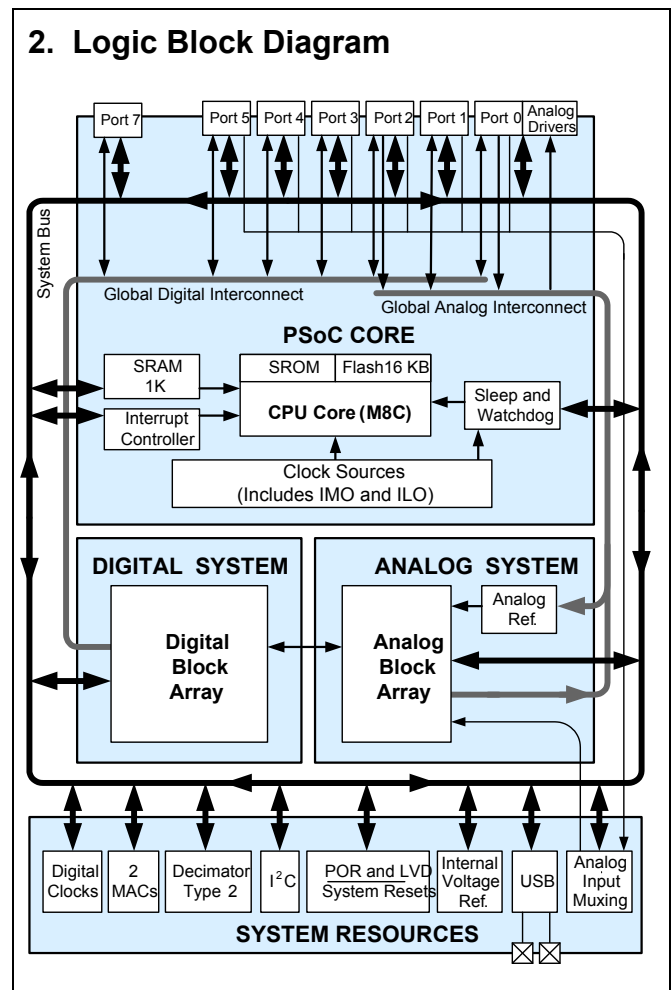 2. Logic Block Diagram
Port 7
Port 5
Port 4
Port 3
Port 2
Port 1
Port 0
Analog
Drivers
System Bus
Global Digital Interconnect
Global Analog Interconnect
PSoC CORE
SRAM
1K
SROM
Flash16 KB
CPU Core (M8C)
Interrupt
Controller
Sleep and
Watchdog
Clock Sources
(Includes IMO and ILO)
DIGITAL SYSTEM
ANALOG SYSTEM
Digital
Block
Array
Analog
Block
Array
Analog
Ref.
Digital
Clocks
2
MACs
Decimator
Type 2
I²C
POR and LVD
System Resets
Internal
Voltage
Ref.
USB
Analog
Input
Muxing
SYSTEM RESOURCES